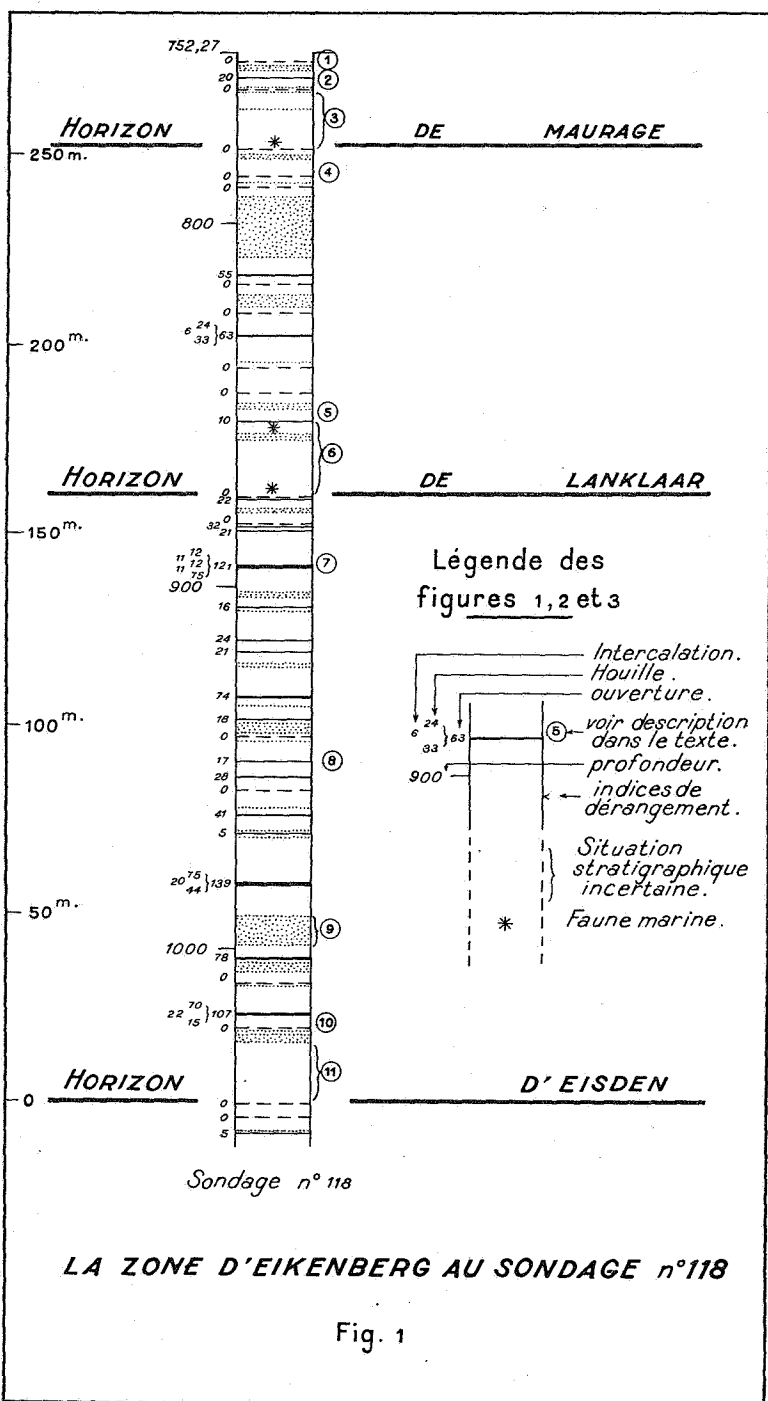 752,27
0
①
20
②
0
③
HORIZON DE MAURAGE
0
250 m.
0
④
0
800
55
0
0
6 24
33 } 63
200 m.
0
0
⑤
10
⑥
HORIZON DE LANKLAAR
0
22
150 m.
0
32
21
11 12
11 12
75 } 121
⑦
900
16
24
21
74
100 m.
18
0
17
⑧
28
0
41
5
20 75
44 } 139
50 m.
⑨
1000
78
0
22 70
15 } 107
0
⑩
⑪
HORIZON D'EISDEN
0
0
0
5
Sondage n° 118
Légende des
figures 1, 2 et 3
Intercalation.
Houille.
ouverture.
6 24
33 } 63
⑤
voir description
dans le texte.
profondeur.
900
indices de
dérangement.
Situation
stratigraphique
incertaine.
Faune marine.
LA ZONE D'EIKENBERG AU SONDAGE n°118
Fig. 1